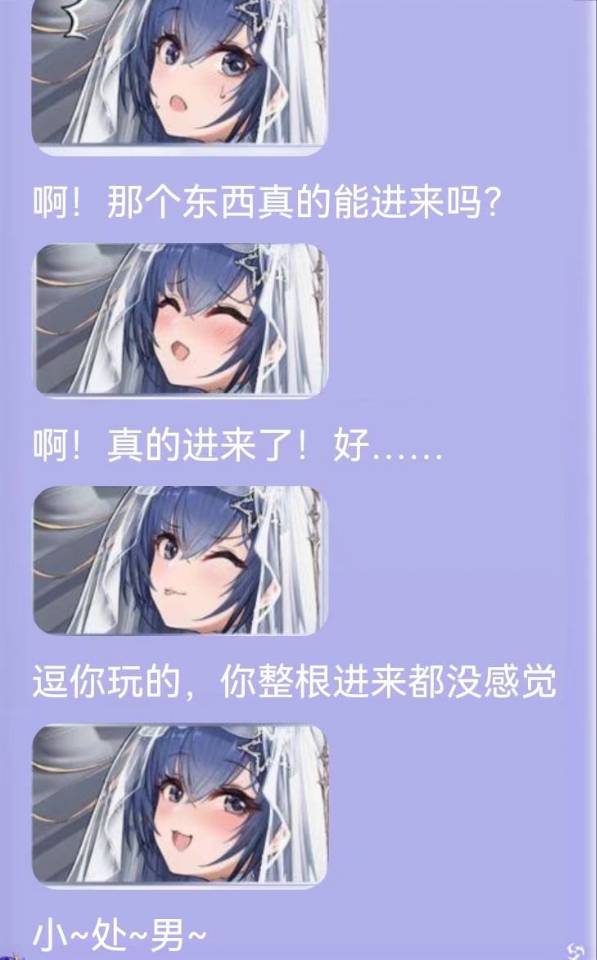 啊！那个东西真的能进来吗？
啊！真的进来了！好……
逗你玩的，你整根进来都没感觉
小~处~男~